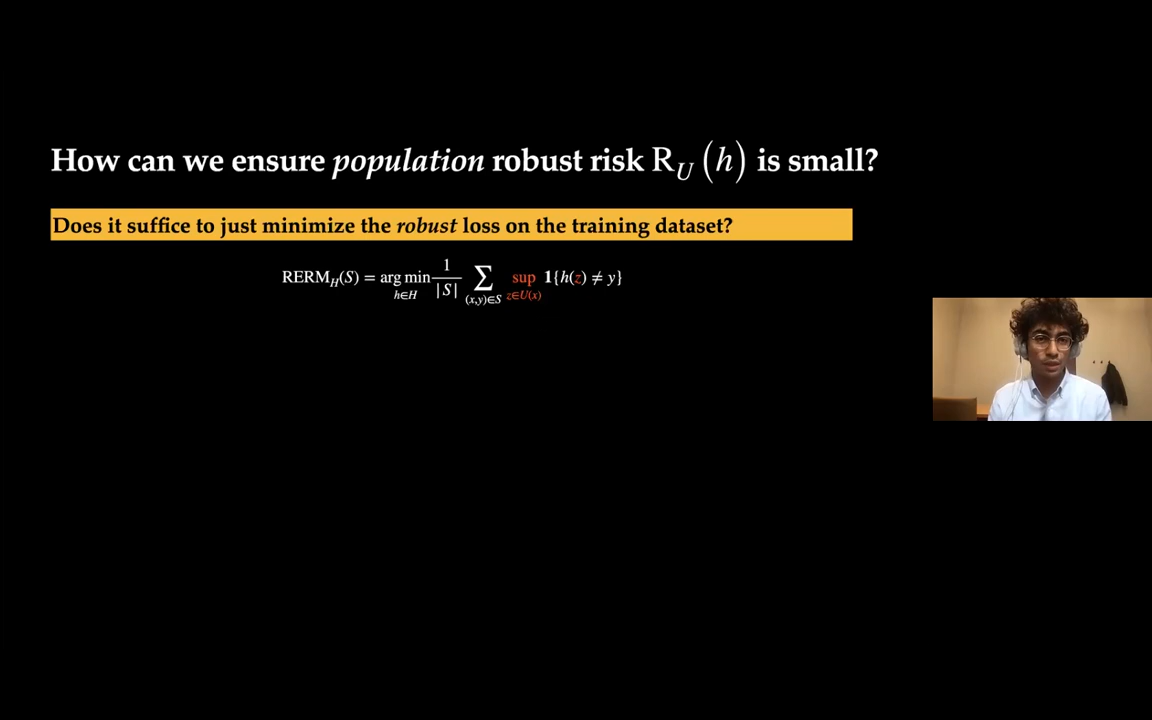 How can we ensure population robust risk R_U (h) is small?
Does it suffice to just minimize the robust loss on the training dataset?
RERM_H(S) = arg min_{h∈H} 1/|S| ∑_{(x,y)∈S} sup_{z∈U(x)} 1{h(z) ≠ y}